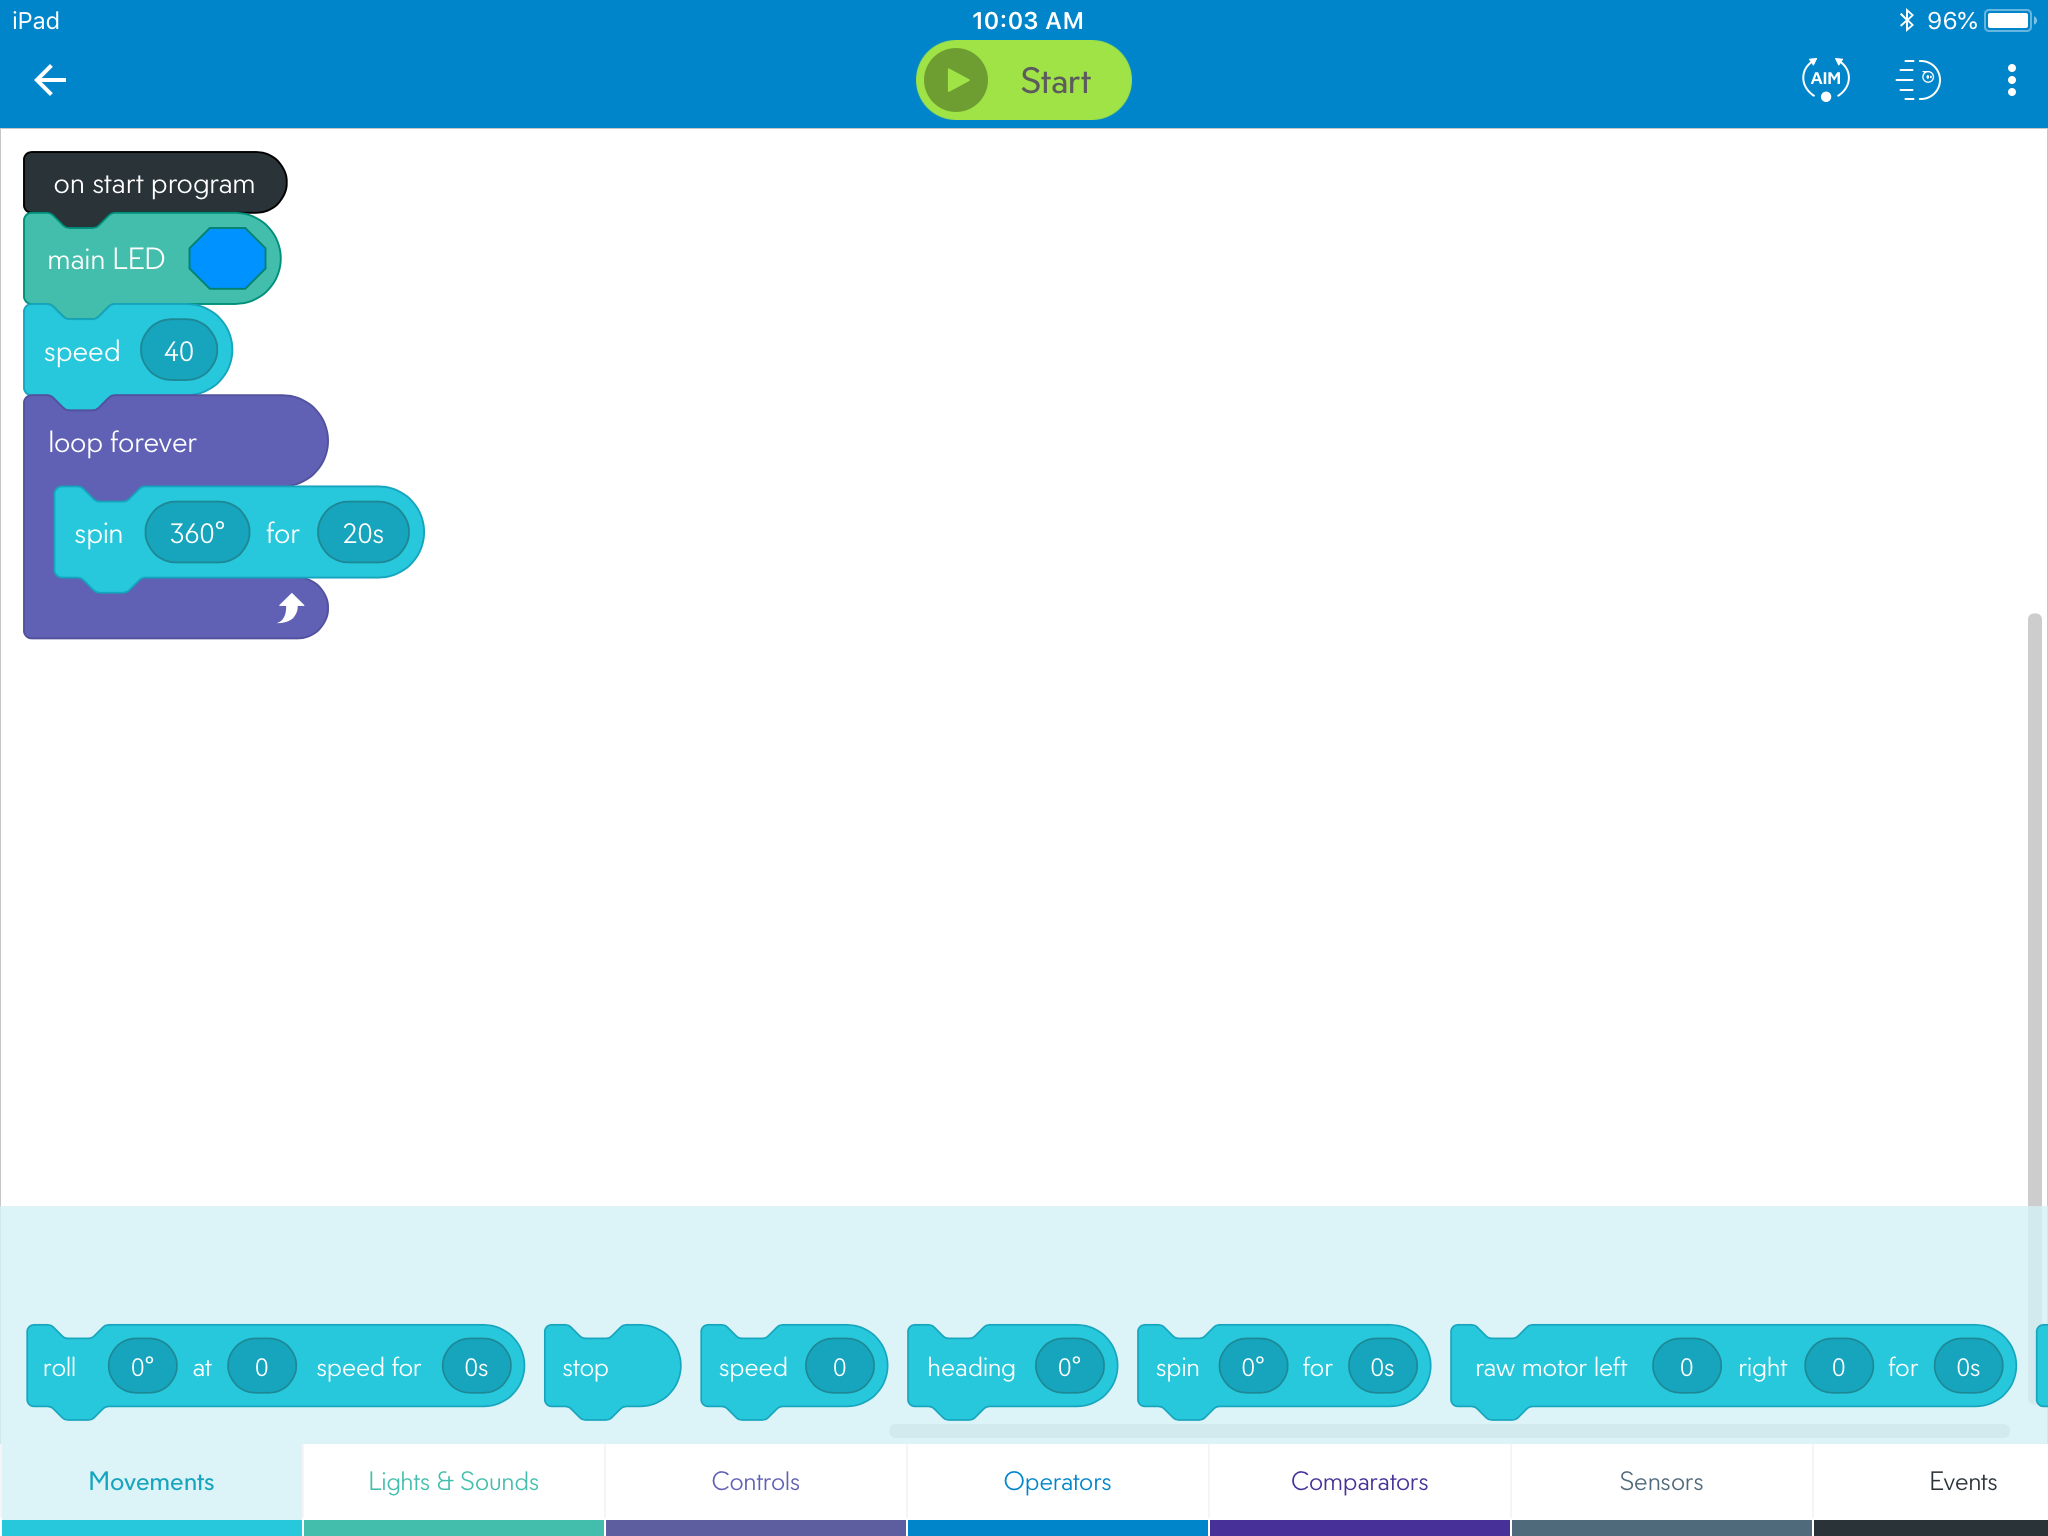 iPad 10:03 AM 96%
Start AIM
on start program
main LED
speed 40
loop forever
spin 360° for 20s
roll 0° at 0 speed for 0s stop speed 0 heading 0° spin 0° for 0s raw motor left 0 right 0 for 0s
Movements Lights & Sounds Controls Operators Comparators Sensors Events